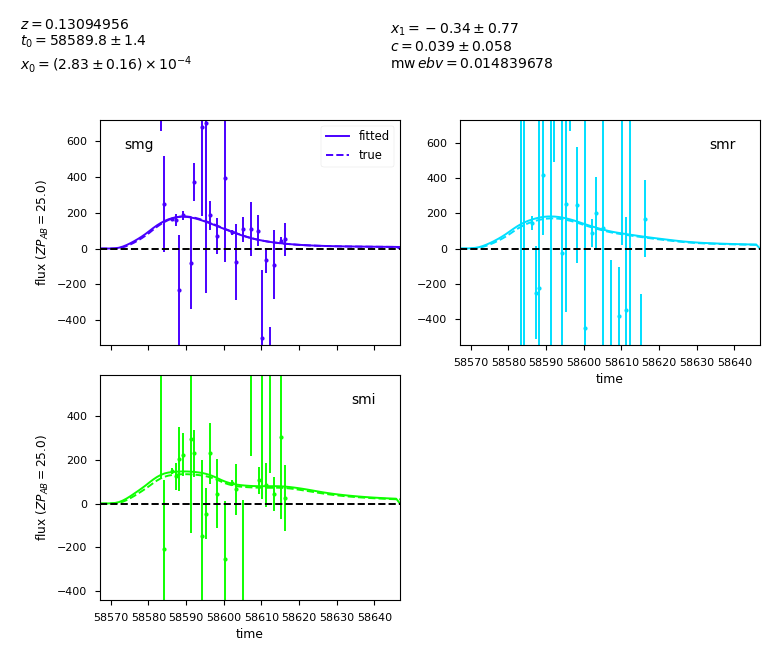 z = 0.13094956
t₀ = 58589.8 ± 1.4
x₀ = (2.83 ± 0.16) × 10⁻⁴
x₁ = −0.34 ± 0.77
c = 0.039 ± 0.058
mw ebv = 0.014839678
smg
fitted
true
600
400
200
0
−200
−400
flux (ZP_AB = 25.0)
smr
600
400
200
0
−200
−400
58570 58580 58590 58600 58610 58620 58630 58640
time
smi
400
200
0
−200
−400
flux (ZP_AB = 25.0)
58570 58580 58590 58600 58610 58620 58630 58640
time